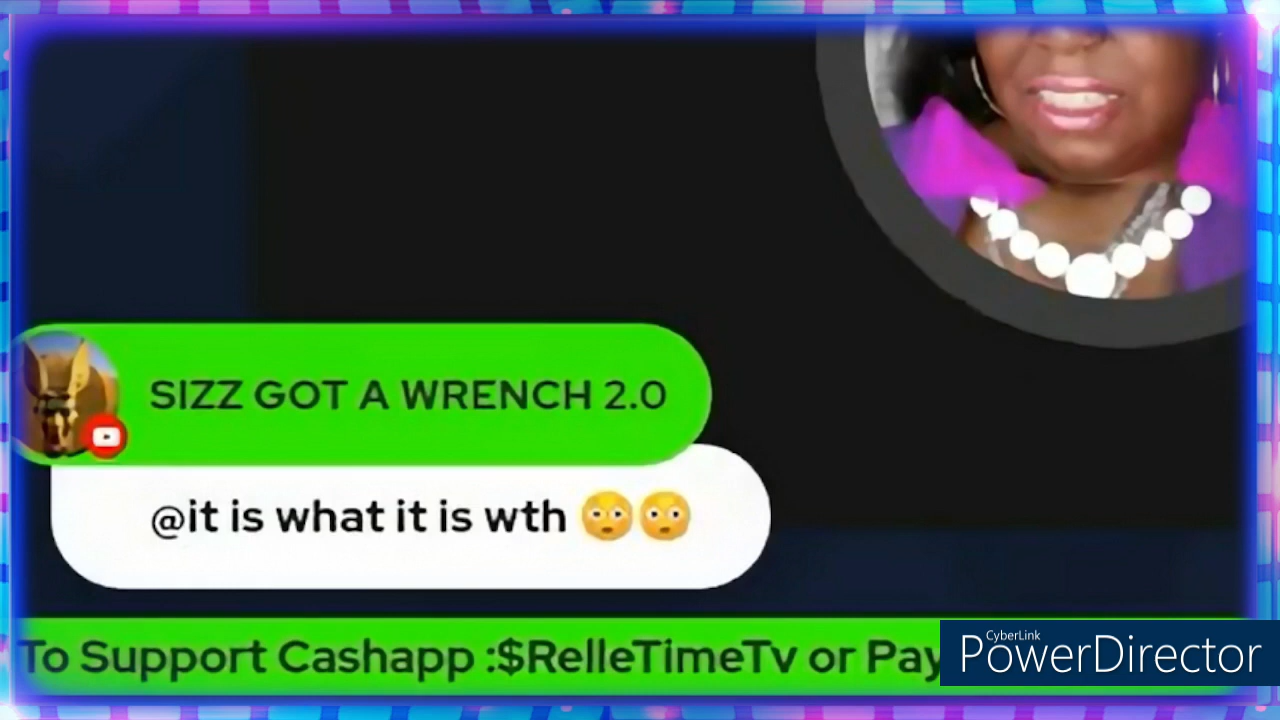 SIZZ GOT A WRENCH 2.0
@it is what it is wth 😳😳
To Support Cashapp :$RelleTimeTv or Pay
CyberLink
PowerDirector